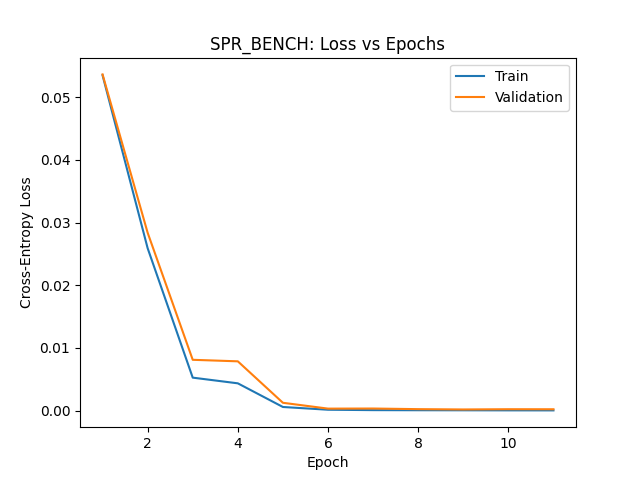 SPR_BENCH: Loss vs Epochs
Train
Validation
Cross-Entropy Loss
0.05
0.04
0.03
0.02
0.01
0.00
2 4 6 8 10
Epoch